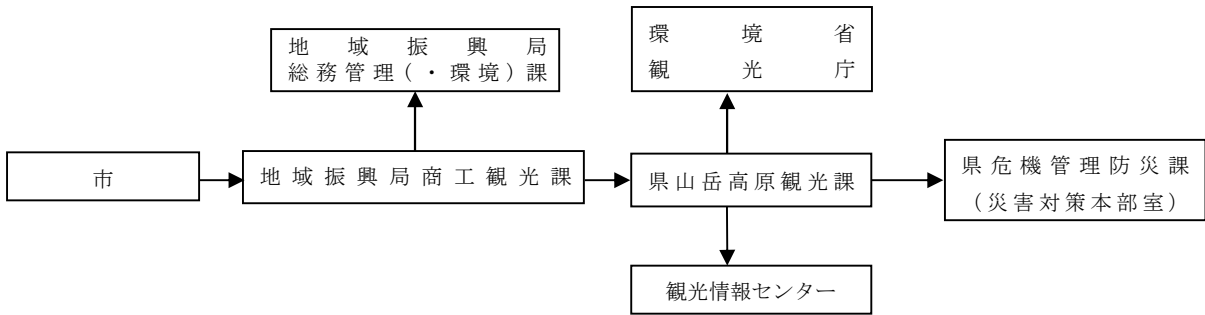 地域振興局
総務管理(・環境)課
環境省
観光庁
市
地域振興局商工観光課
県山岳高原観光課
県危機管理防災課
(災害対策本部室)
観光情報センター